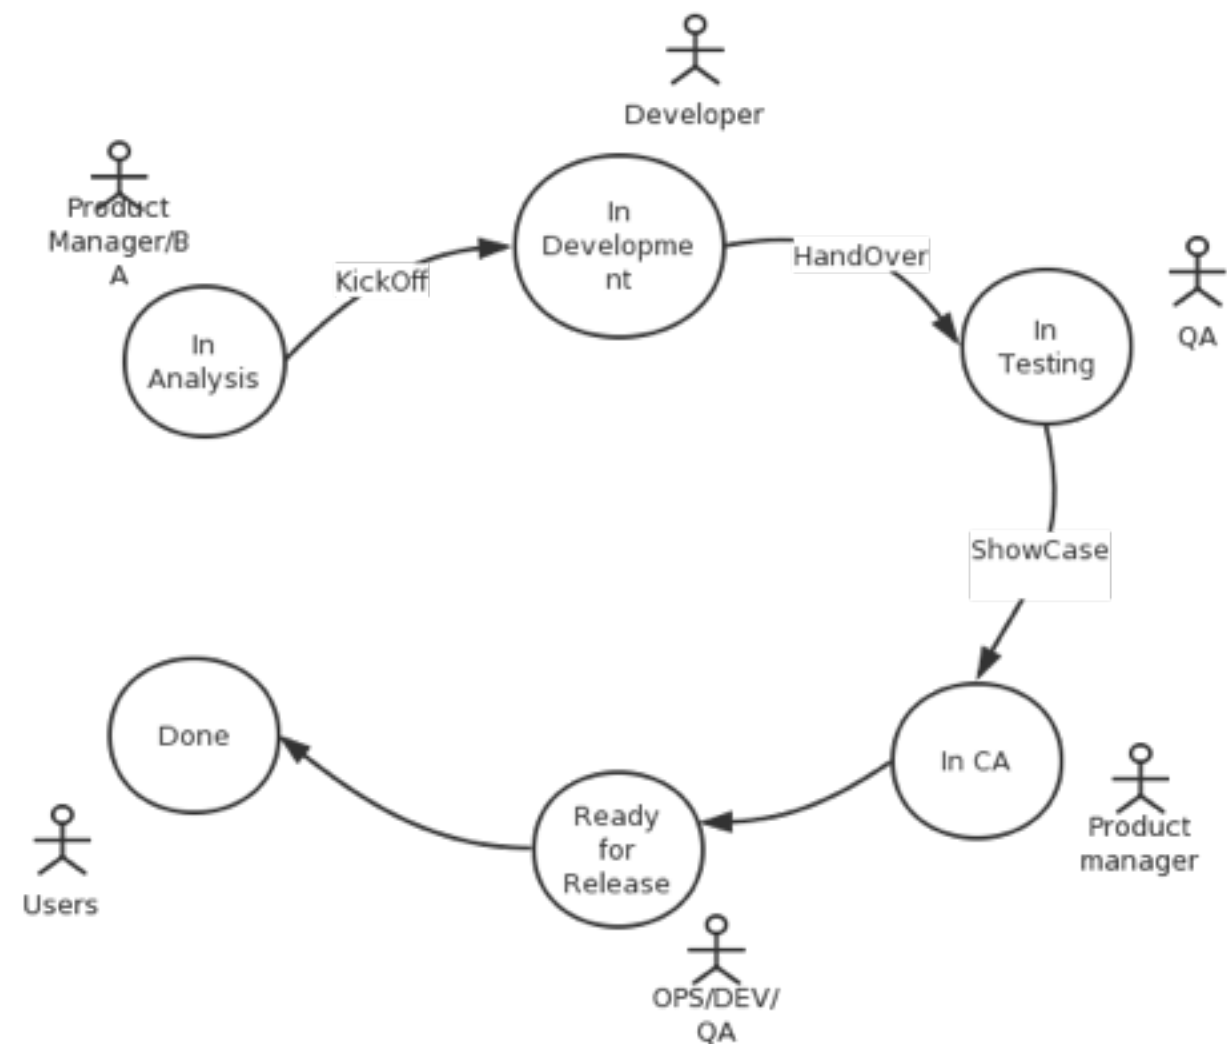 Developer
Product
Manager/B
A
In
Developme
nt
KickOff
HandOver
In
Analysis
In
Testing
QA
ShowCase
In CA
Product
manager
Ready
for
Release
OPS/DEV/
QA
Done
Users